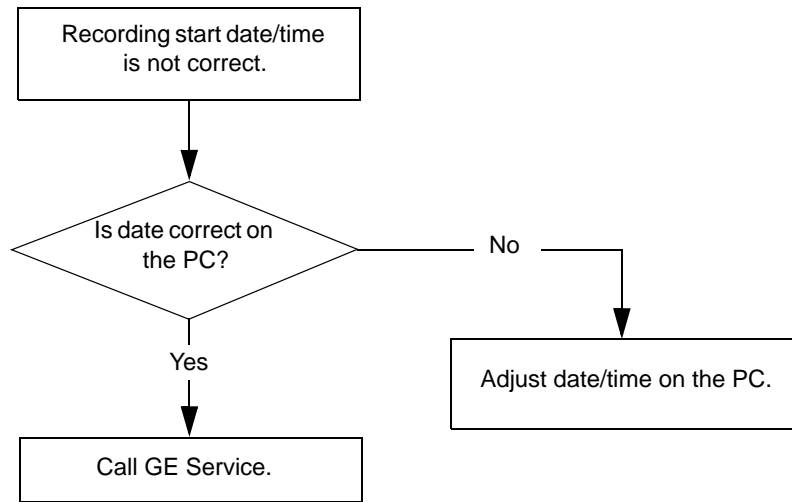 Recording start date/time
is not correct.
Is date correct on
the PC?
No
Yes
Adjust date/time on the PC.
Call GE Service.